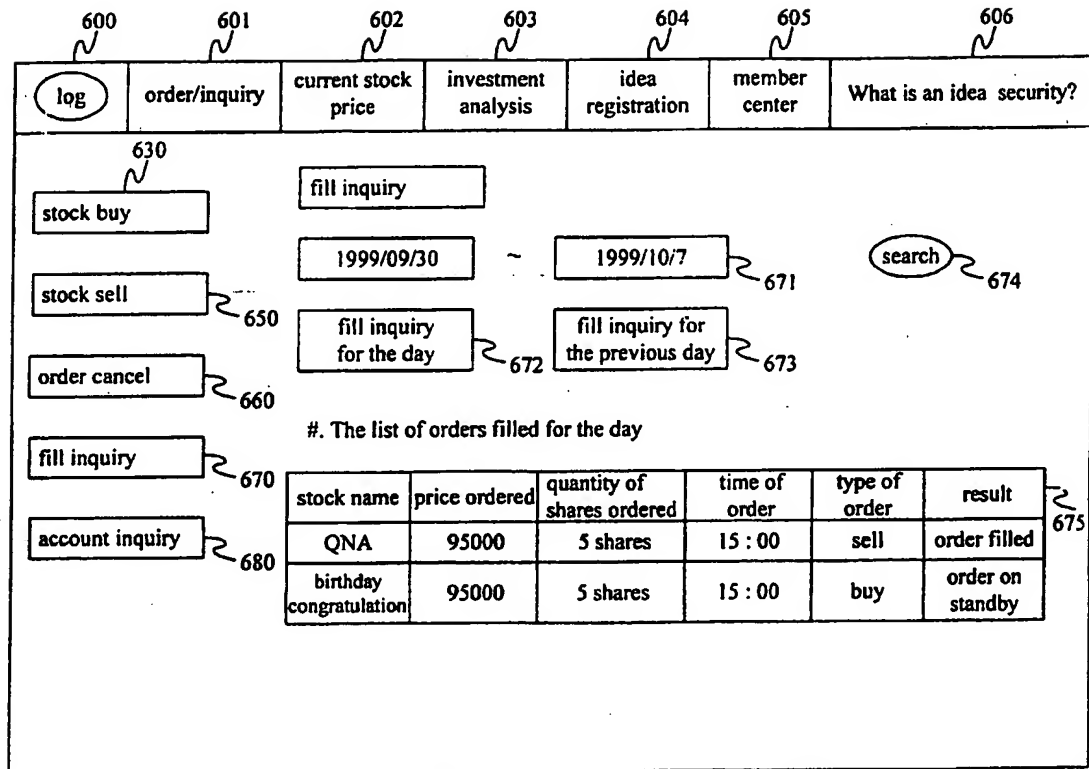 600 601 602 603 604 605 606
log order/inquiry current stock price investment analysis idea registration member center What is an idea security?
630
stock buy
fill inquiry
1999/09/30 ~ 1999/10/7
671
search
674
stock sell
650
fill inquiry for the day
672
fill inquiry for the previous day
673
order cancel
660
#. The list of orders filled for the day
fill inquiry
670
account inquiry
680
stock name price ordered quantity of shares ordered time of order type of order result
675
QNA 95000 5 shares 15 : 00 sell order filled
birthday congratulation 95000 5 shares 15 : 00 buy order on standby